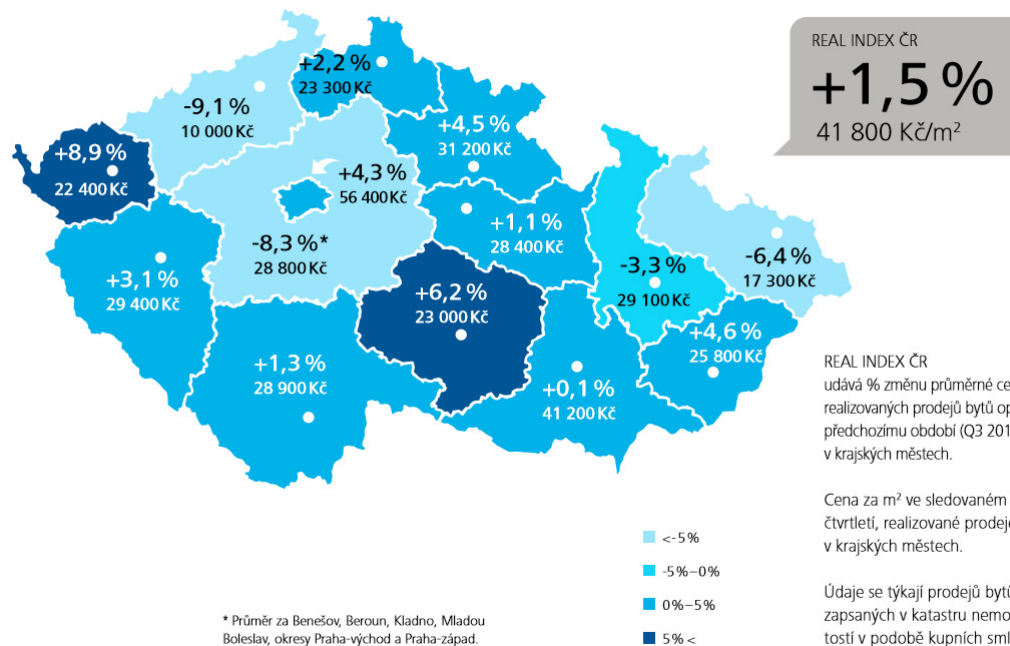 REAL INDEX ČR
+1,5 %
41 800 Kč/m²
+2,2 %
23 300 Kč
-9,1 %
10 000 Kč
+4,5 %
31 200 Kč
+8,9 %
22 400 Kč
+4,3 %
56 400 Kč
+1,1 %
28 400 Kč
-8,3 %*
28 800 Kč
-3,3 %
29 100 Kč
-6,4 %
17 300 Kč
+3,1 %
29 400 Kč
+6,2 %
23 000 Kč
+4,6 %
25 800 Kč
+1,3 %
28 900 Kč
+0,1 %
41 200 Kč
REAL INDEX ČR
udává % změnu průměrné ce
realizovaných prodejů bytů op
předchozímu období (Q3 201
v krajských městech.
Cena za m² ve sledovaném
čtvrtletí, realizované prodej
v krajských městech.
Údaje se týkají prodejů bytů
zapsaných v katastru nemo
tostí v podobě kupních sml
<-5%
-5%–0%
0%–5%
5% <
* Průměr za Benešov, Beroun, Kladno, Mladou
Boleslav, okresy Praha-východ a Praha-západ.